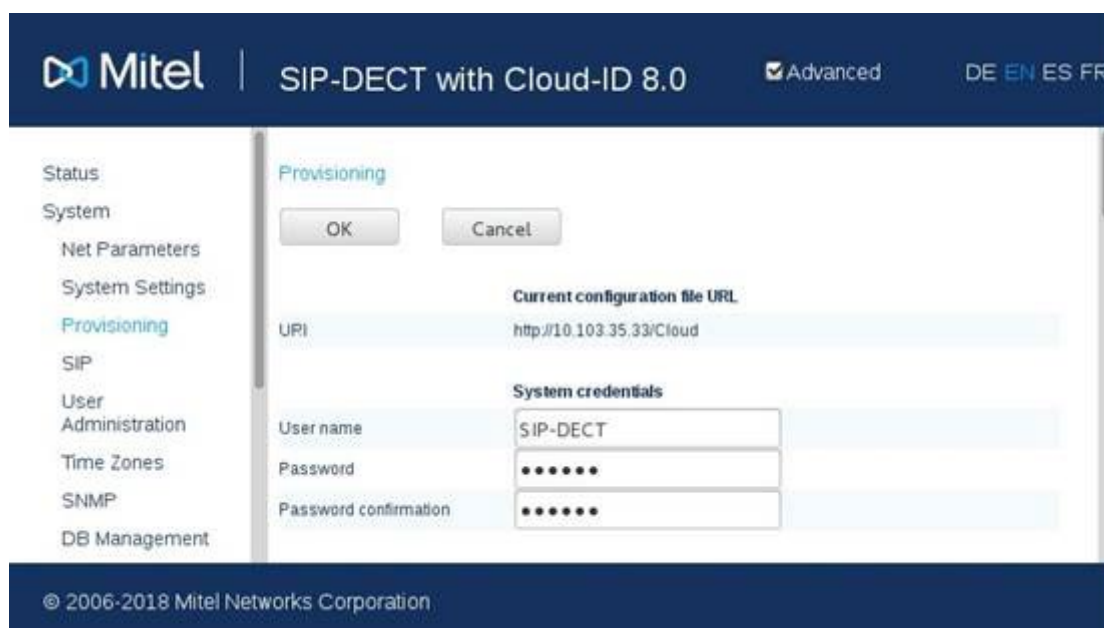 Mitel
SIP-DECT with Cloud-ID 8.0
Advanced
DE EN ES FR
Status
System
Net Parameters
System Settings
Provisioning
SIP
User
Administration
Time Zones
SNMP
DB Management
Provisioning
OK Cancel
Current configuration file URL
URI http://10.103.35.33/Cloud
System credentials
User name SIP-DECT
Password ••••••
Password confirmation ••••••
© 2006-2018 Mitel Networks Corporation